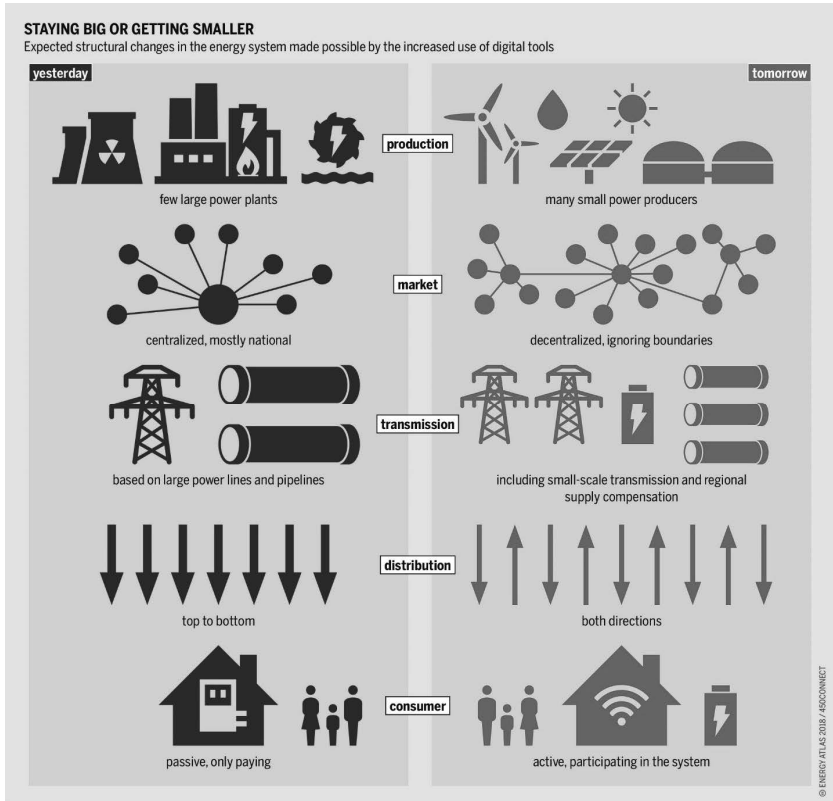 STAYING BIG OR GETTING SMALLER
Expected structural changes in the energy system made possible by the increased use of digital tools
yesterday
tomorrow
production
few large power plants
many small power producers
market
centralized, mostly national
decentralized, ignoring boundaries
transmission
based on large power lines and pipelines
including small-scale transmission and regional
supply compensation
distribution
top to bottom
both directions
consumer
passive, only paying
active, participating in the system
© ENERGY ATLAS 2018 / 450CONNECT